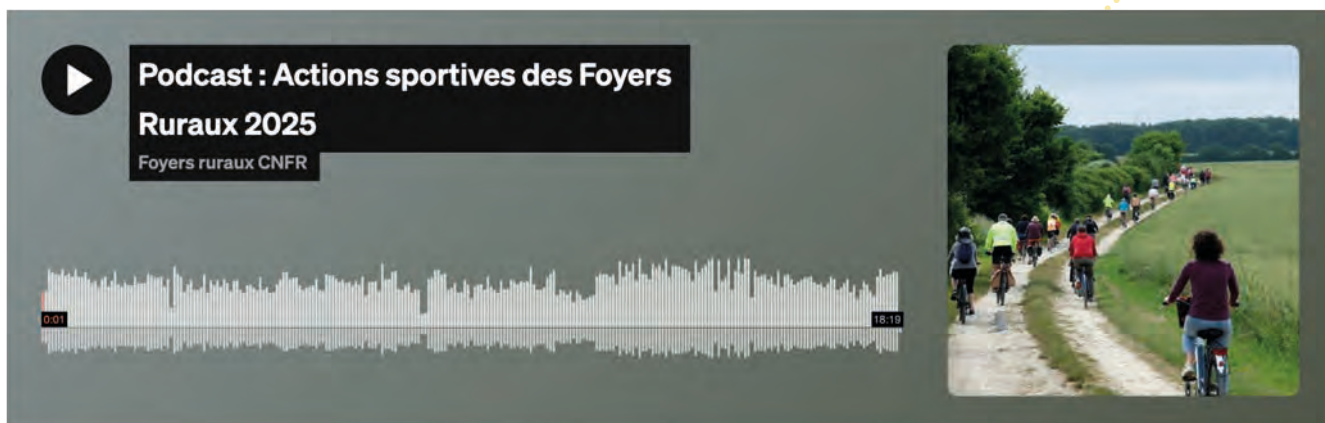 Podcast : Actions sportives des Foyers
Ruraux 2025
Foyers ruraux CNFR
0:01
18:19